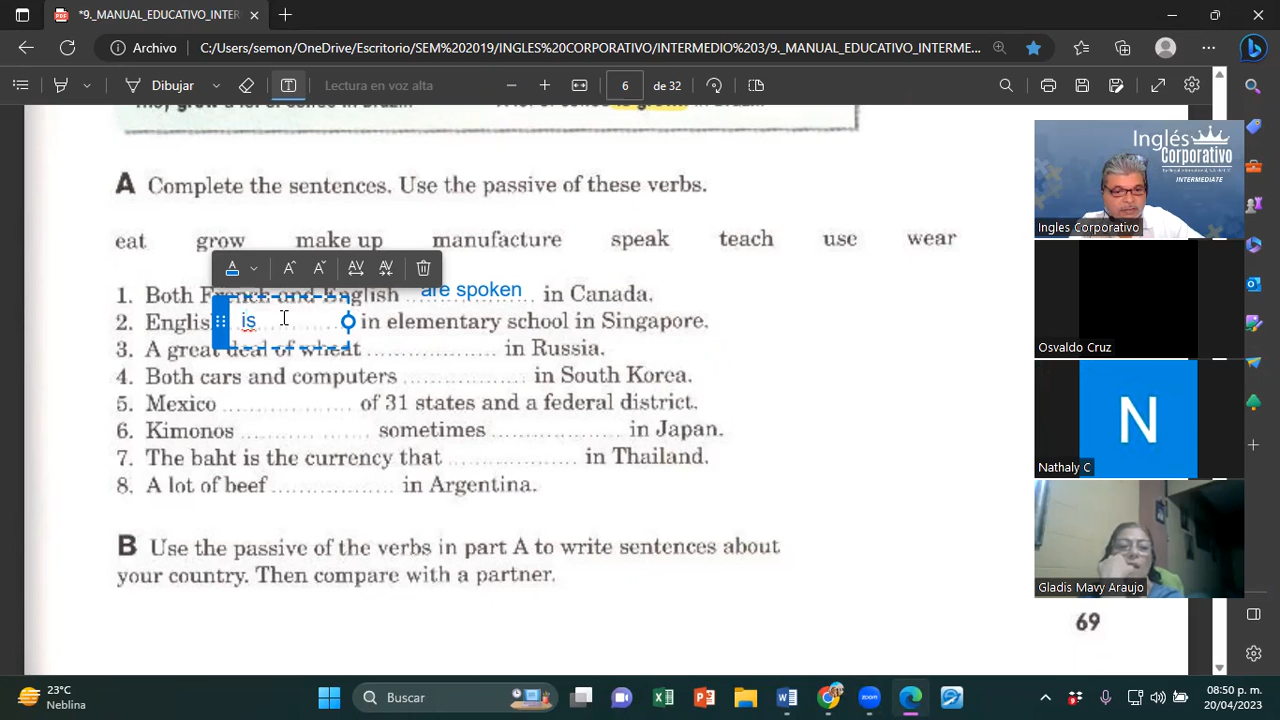 *9._MANUAL_EDUCATIVO_INTER
Archivo
C:/Users/semon/OneDrive/Escritorio/SEM%202019/INGLES%20CORPORATIVO/INTERMEDIO%203/9._MANUAL_EDUCATIVO_INTERME...
Dibujar
Lectura en voz alta
6
de 32
A Complete the sentences. Use the passive of these verbs.
eat grow make up manufacture speak teach use wear
1. Both French and English are spoken in Canada.
2. English is in elementary school in Singapore.
3. A great deal of wheat .................... in Russia.
4. Both cars and computers .................... in South Korea.
5. Mexico .................... of 31 states and a federal district.
6. Kimonos .................... sometimes .................... in Japan.
7. The baht is the currency that .................... in Thailand.
8. A lot of beef .................... in Argentina.
B Use the passive of the verbs in part A to write sentences about
your country. Then compare with a partner.
69
Inglés
Corporativo
INTERMEDIATE
Ingles Corporativo
Osvaldo Cruz
N
Nathaly C
Gladis Mavy Araujo
23°C
Neblina
Buscar
08:50 p. m.
20/04/2023